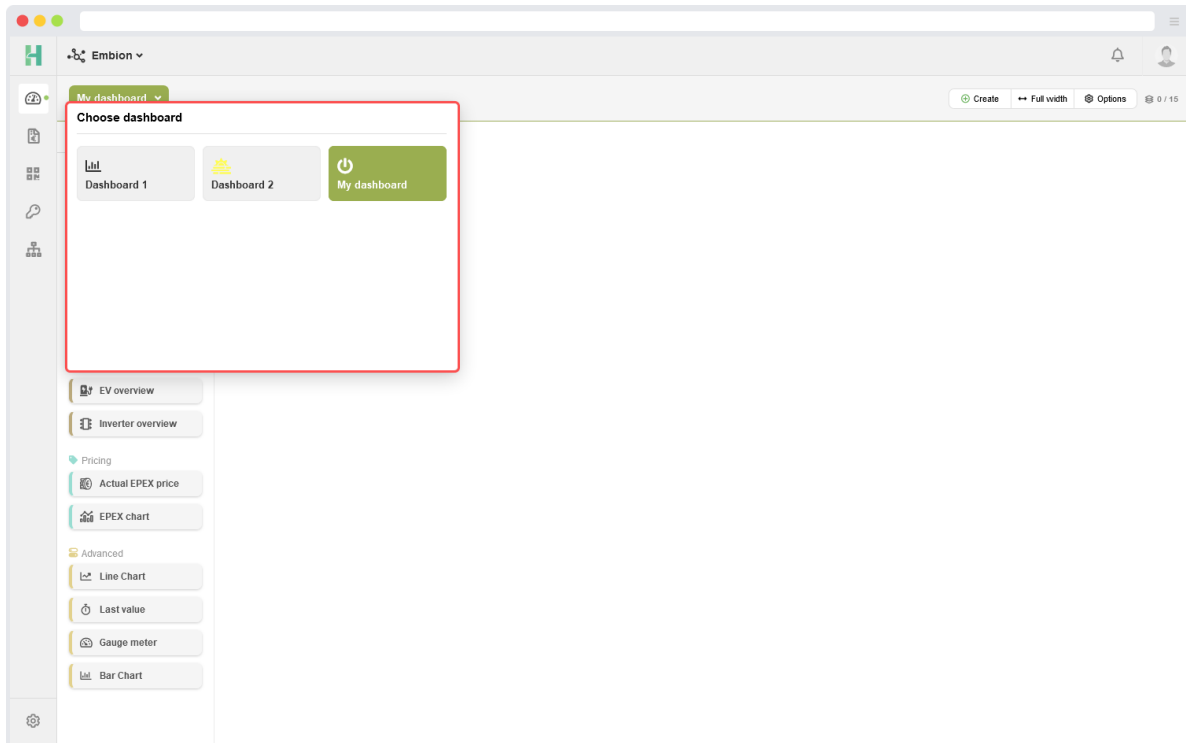 Embion
My dashboard
Create
Full width
Options
0 / 15
Choose dashboard
Dashboard 1
Dashboard 2
My dashboard
EV overview
Inverter overview
Pricing
Actual EPEX price
EPEX chart
Advanced
Line Chart
Last value
Gauge meter
Bar Chart